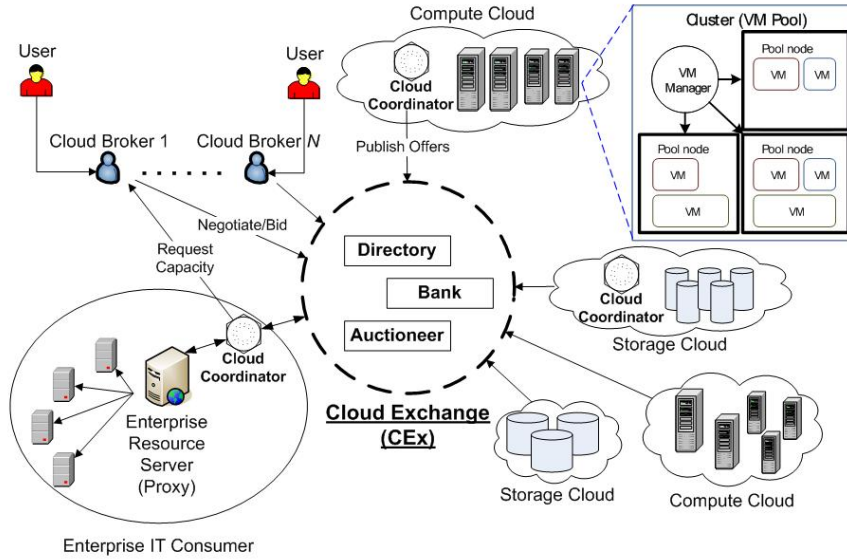 Compute Cloud
Cluster (VM Pool)
User
User
Cloud
Coordinator
VM
Manager
Pool node
VM
VM
Cloud Broker 1
Cloud Broker N
Publish Offers
Pool node
VM
VM
Pool node
VM
VM
VM
Negotiate/Bid
Request
Capacity
Directory
Bank
Auctioneer
Cloud
Coordinator
Storage Cloud
Cloud
Coordinator
Enterprise
Resource
Server
(Proxy)
Cloud Exchange
(CEx)
Storage Cloud
Compute Cloud
Enterprise IT Consumer